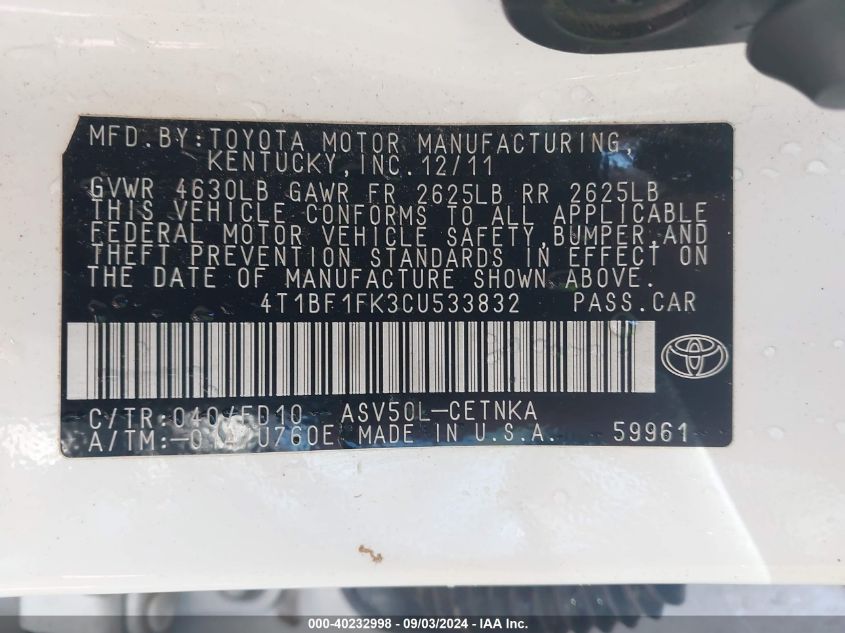 MFD.BY:TOYOTA MOTOR MANUFACTURING,
KENTUCKY,INC.12/11
GVWR 4630LB GAWR FR 2625LB RR 2625LB
THIS VEHICLE CONFORMS TO ALL APPLICABLE
FEDERAL MOTOR VEHICLE SAFETY,BUMPER,AND
THEFT PREVENTION STANDARDS IN EFFECT ON
THE DATE OF MANUFACTURE SHOWN ABOVE.
4T1BF1FK3CU533832 PASS.CAR
C/TR:040/FD10 ASV50L-CETNKA
A/TM: U760E MADE IN U.S.A. 59961
000-40232998 - 09/03/2024 - IAA Inc.